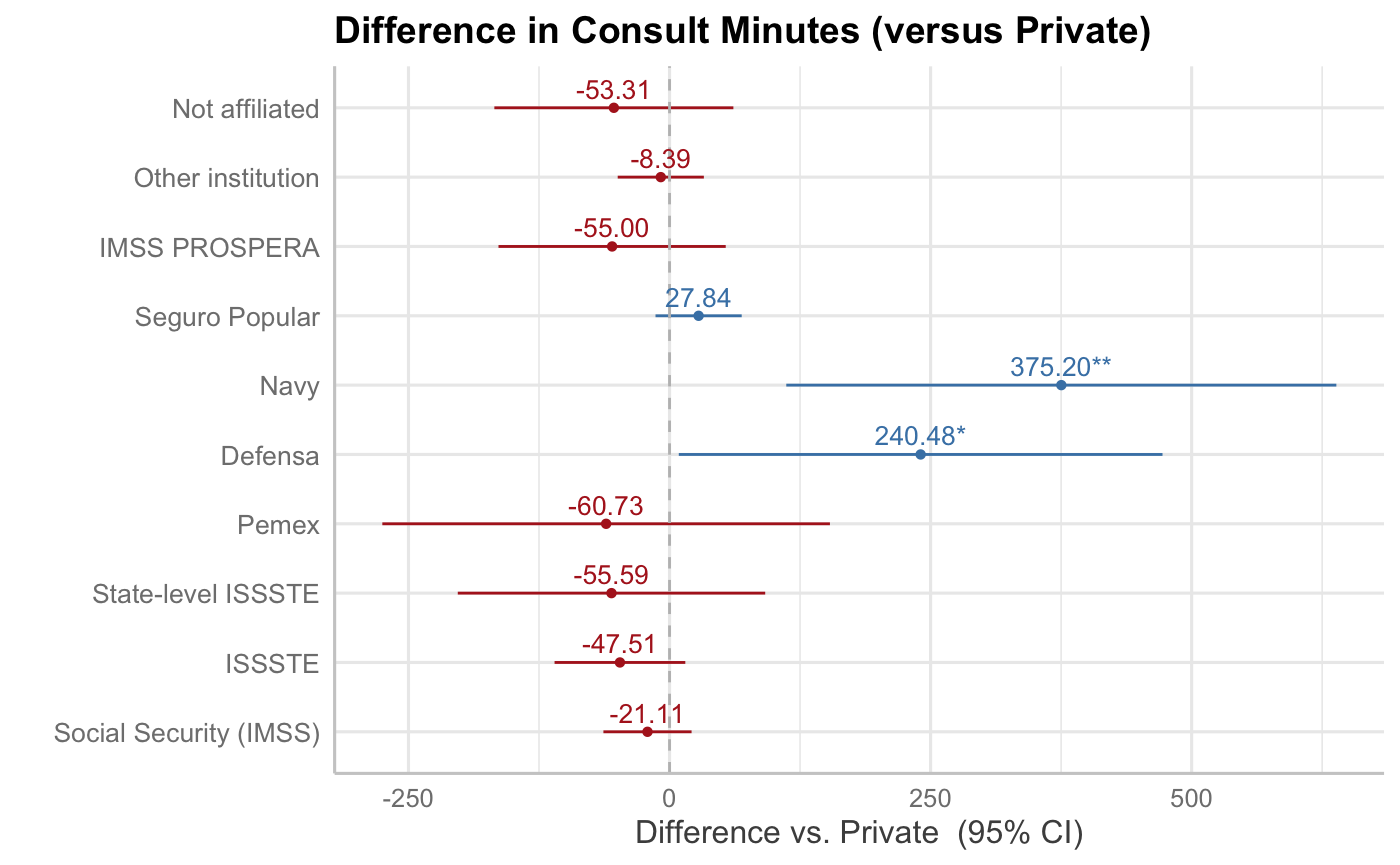 Difference in Consult Minutes (versus Private)
Not affiliated
-53.31
Other institution
-8.39
IMSS PROSPERA
-55.00
Seguro Popular
27.84
Navy
375.20**
Defensa
240.48*
Pemex
-60.73
State-level ISSSTE
-55.59
ISSSTE
-47.51
Social Security (IMSS)
-21.11
-250 0 250 500
Difference vs. Private (95% CI)